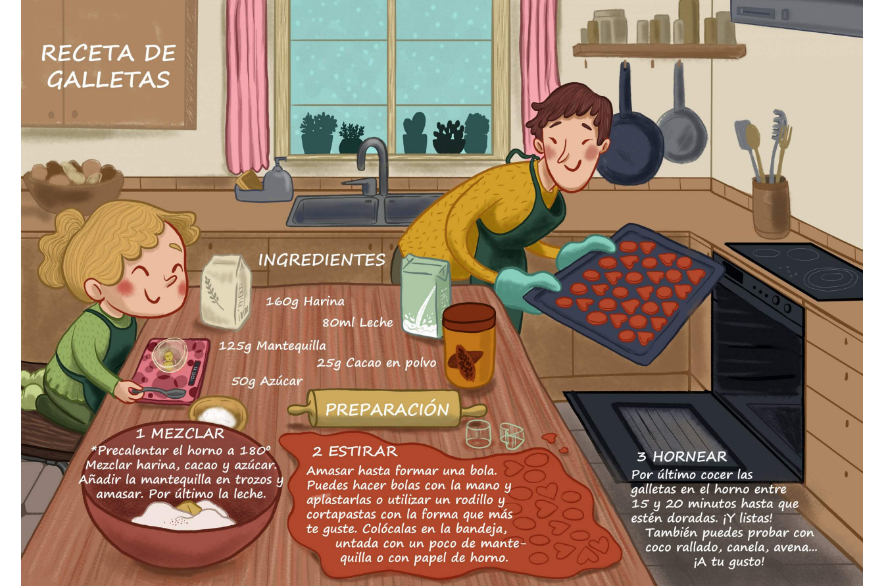 RECETA DE
GALLETAS
INGREDIENTES
160g Harina
80ml Leche
125g Mantequilla
25g Cacao en polvo
50g Azúcar
PREPARACIÓN
1 MEZCLAR
*Precalentar el horno a 180º
Mezclar harina, cacao y azúcar.
Añadir la mantequilla en trozos y
amasar. Por último la leche.
2 ESTIRAR
Amasar hasta formar una bola.
Puedes hacer bolas con la mano y
aplastarlas o utilizar un rodillo y
cortapastas con la forma que más
te guste. Colócalas en la bandeja,
untada con un poco de mante-
quilla o con papel de horno.
3 HORNEAR
Por último cocer las
galletas en el horno entre
15 y 20 minutos hasta que
estén doradas. ¡Y listas!
También puedes probar con
coco rallado, canela, avena...
¡A tu gusto!